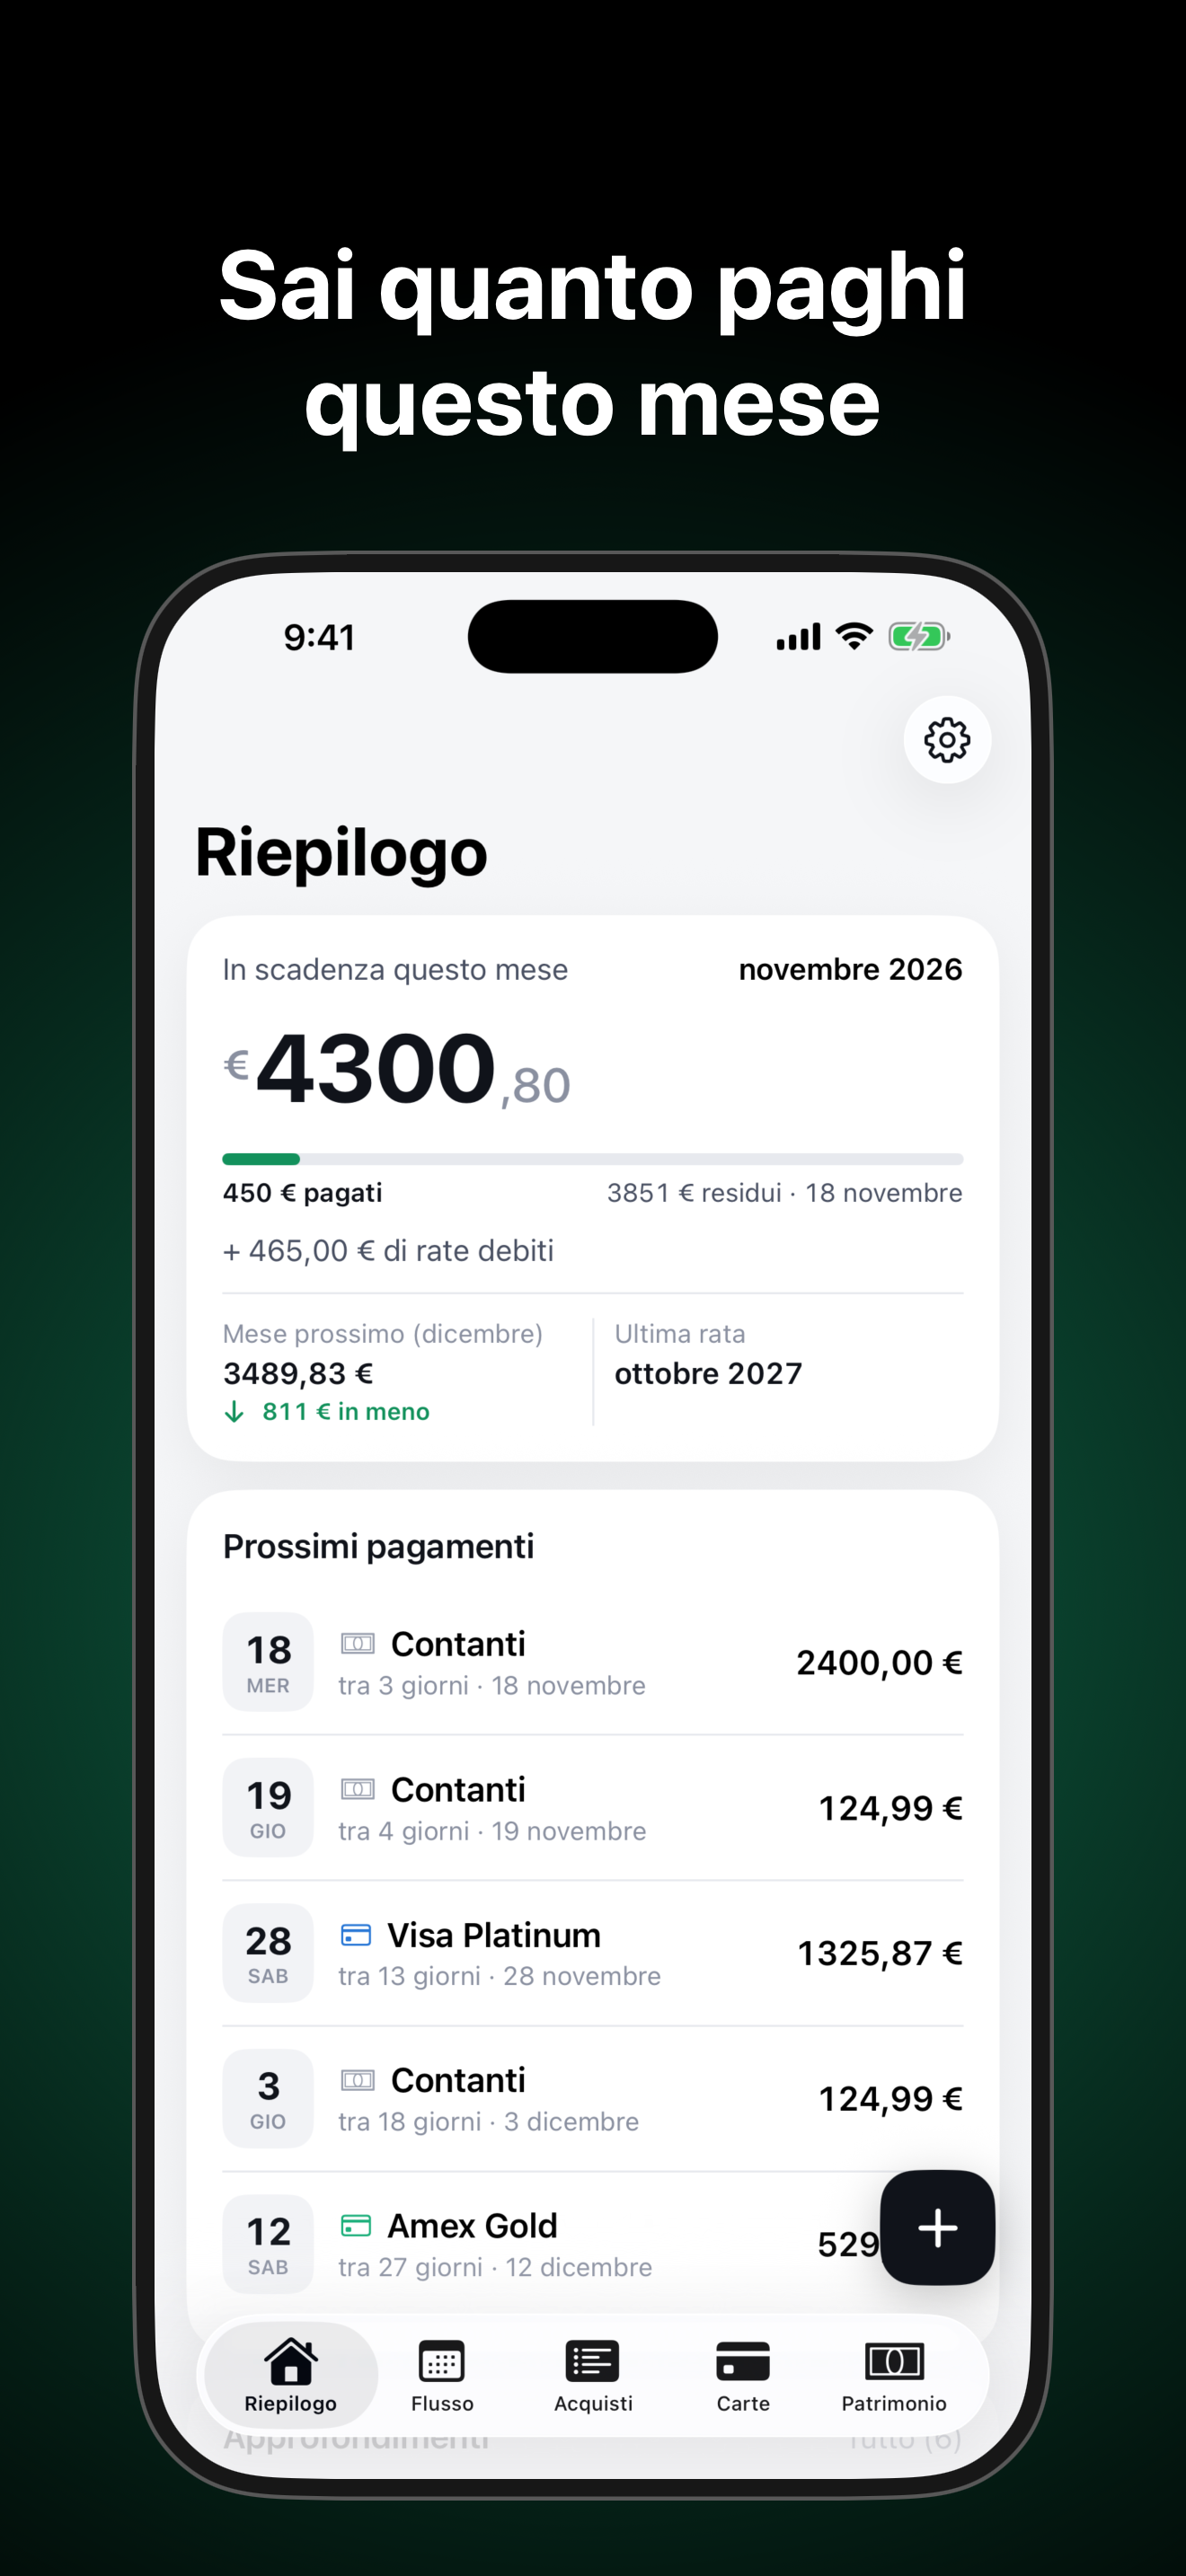 Sai quanto paghi
questo mese
9:41
Riepilogo
In scadenza questo mese novembre 2026
€4300,80
450 € pagati 3851 € residui · 18 novembre
+ 465,00 € di rate debiti
Mese prossimo (dicembre) Ultima rata
3489,83 € ottobre 2027
↓ 811 € in meno
Prossimi pagamenti
18 Contanti 2400,00 €
MER tra 3 giorni · 18 novembre
19 Contanti 124,99 €
GIO tra 4 giorni · 19 novembre
28 Visa Platinum 1325,87 €
SAB tra 13 giorni · 28 novembre
3 Contanti 124,99 €
GIO tra 18 giorni · 3 dicembre
12 Amex Gold 529
SAB tra 27 giorni · 12 dicembre
Riepilogo Flusso Acquisti Carte Patrimonio
Approfondimenti Tutto (6)